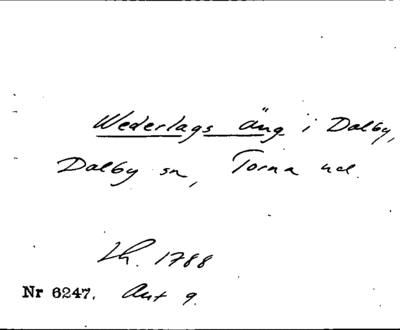 Wederlags äng i Dalby,
Dalby sn, Torna hd.
Lh. 1788
Nr 6247. Akt 9.